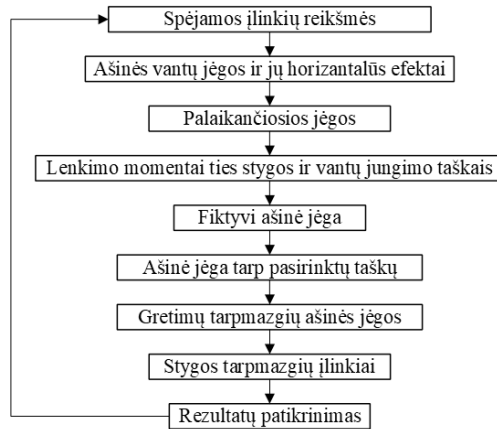 Spėjamos įlinkių reikšmės
Ašinės vantų jėgos ir jų horizantalūs efektai
Palaikančiosios jėgos
Lenkimo momentai ties stygos ir vantų jungimo taškais
Fiktyvi ašinė jėga
Ašinė jėga tarp pasirinktų taškų
Gretimų tarpmazgių ašinės jėgos
Stygos tarpmazgių įlinkiai
Rezultatų patikrinimas